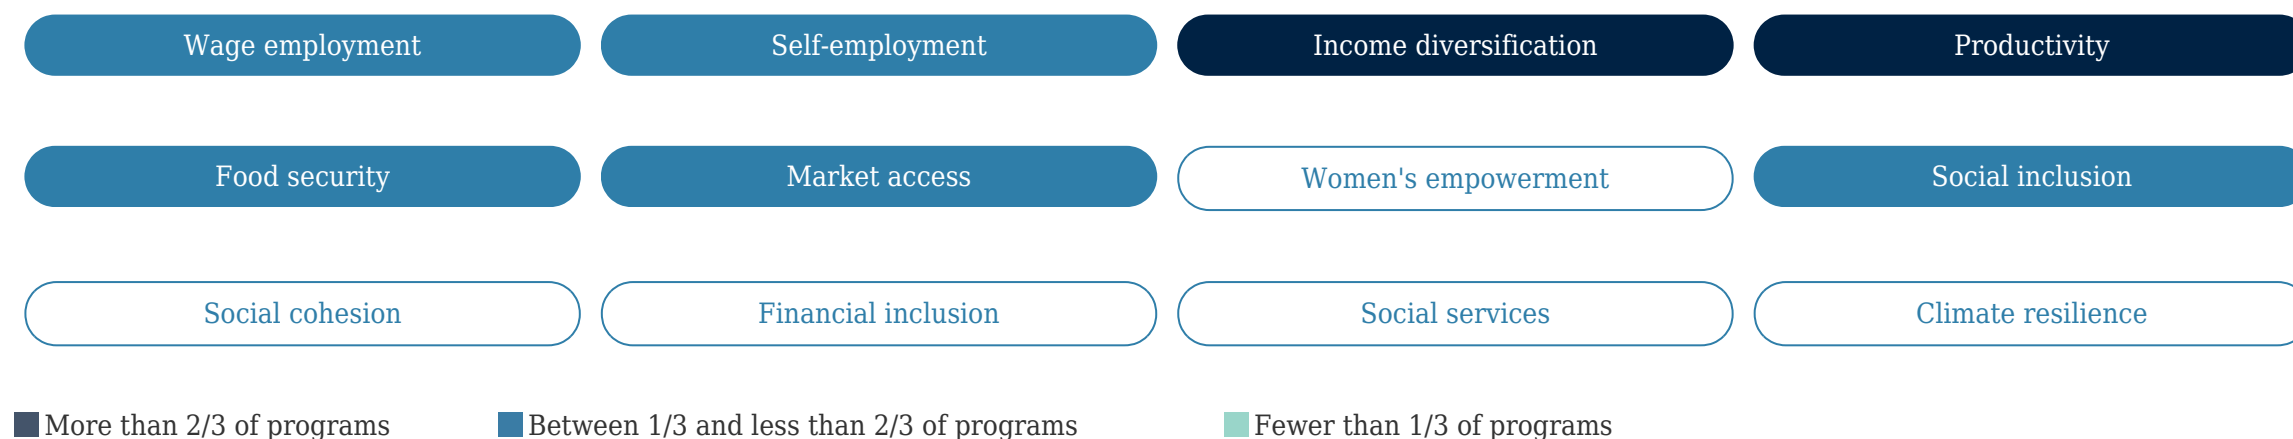 Wage employment
Self-employment
Income diversification
Productivity
Food security
Market access
Women's empowerment
Social inclusion
Social cohesion
Financial inclusion
Social services
Climate resilience
More than 2/3 of programs
Between 1/3 and less than 2/3 of programs
Fewer than 1/3 of programs